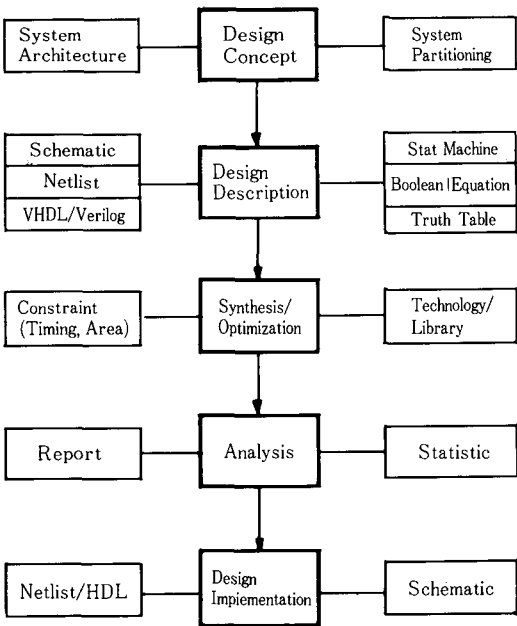 System
Architecture
Design
Concept
System
Partitioning
Schematic
Netlist
VHDL/Verilog
Design
Description
Stat Machine
Boolean|Equation
Truth Table
Constraint
(Timing, Area)
Synthesis/
Optimization
Technology/
Library
Report
Analysis
Statistic
Netlist/HDL
Design
Impiementation
Schematic